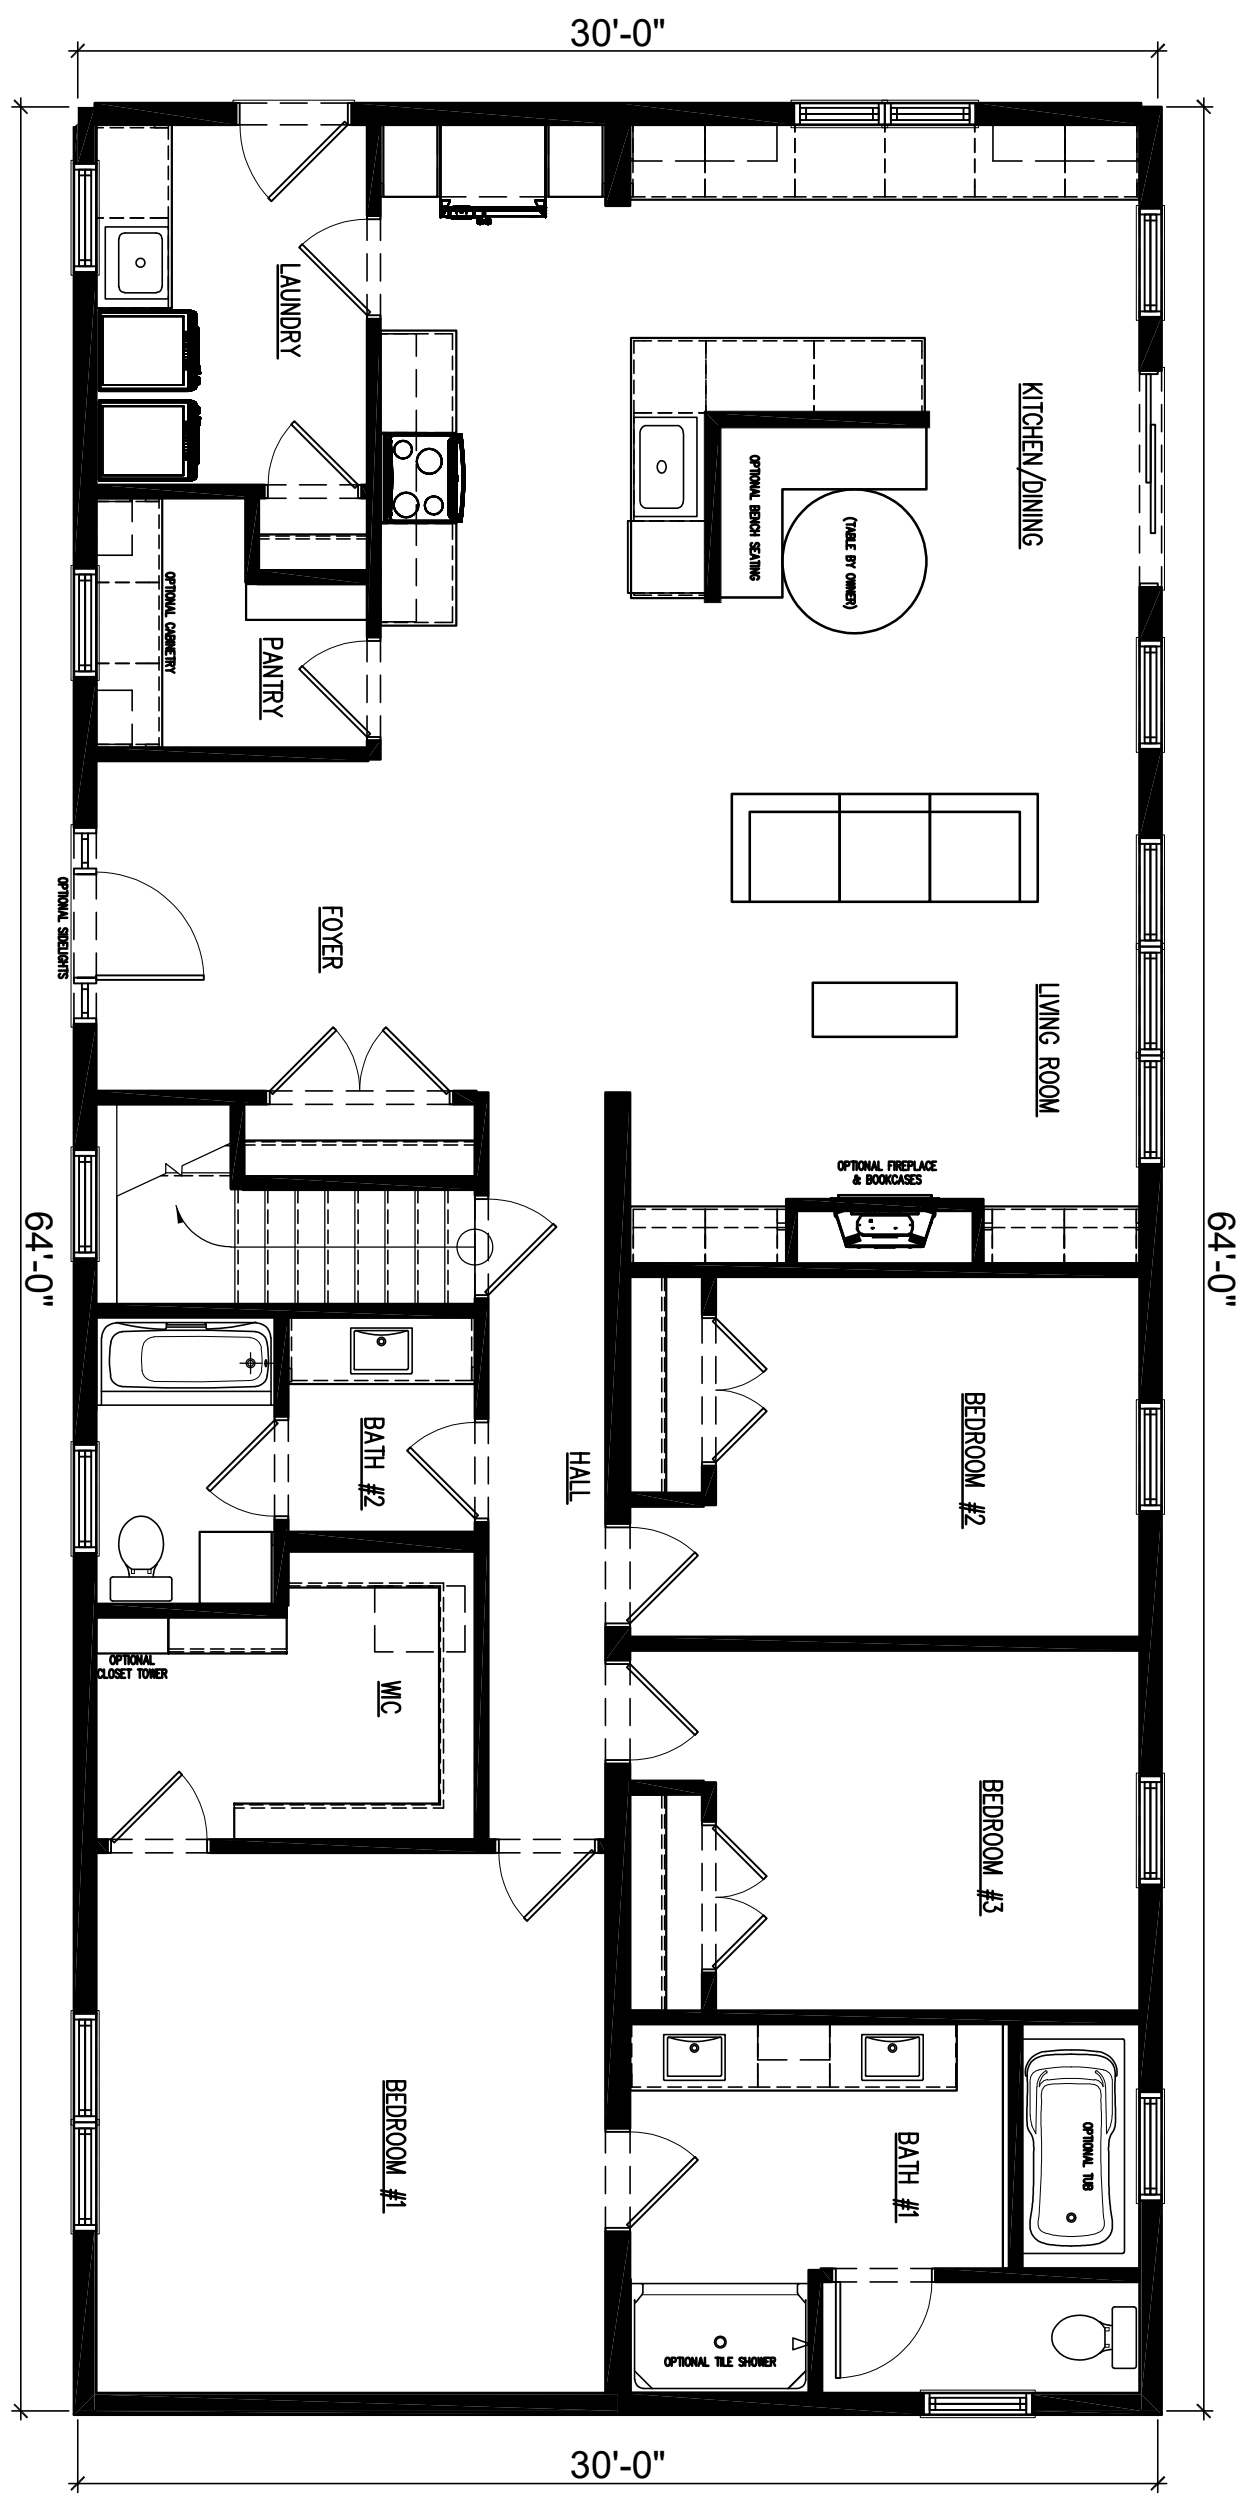 30'-0"
64'-0"
64'-0"
LAUNDRY
KITCHEN/DINING
OPTIONAL BENCH SEATING
(TABLE BY OWNER)
OPTIONAL CABINETRY
PANTRY
OPTIONAL SIDELIGHTS
FOYER
LIVING ROOM
OPTIONAL FIREPLACE
& BOOKCASES
BATH #2
HALL
BEDROOM #2
OPTIONAL
CLOSET TOWER
WIC
BEDROOM #3
BEDROOM #1
BATH #1
OPTIONAL TUB
OPTIONAL TILE SHOWER
30'-0"